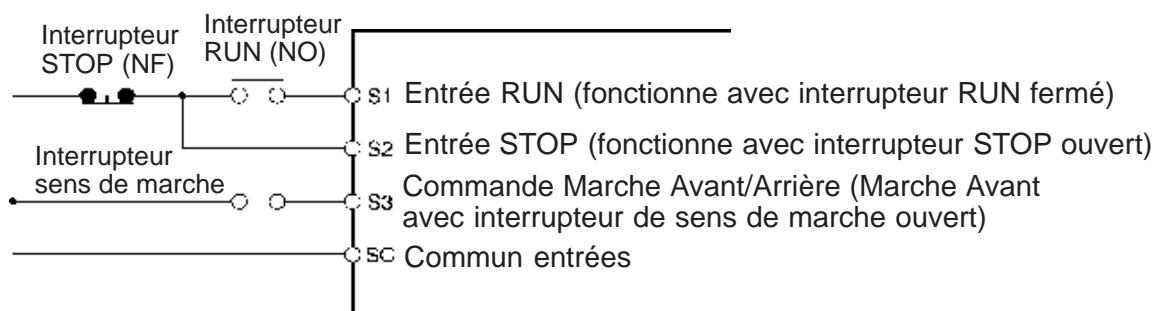 Interrupteur
STOP (NF)
Interrupteur
RUN (NO)
S1 Entrée RUN (fonctionne avec interrupteur RUN fermé)
S2 Entrée STOP (fonctionne avec interrupteur STOP ouvert)
Interrupteur
sens de marche
S3 Commande Marche Avant/Arrière (Marche Avant
avec interrupteur de sens de marche ouvert)
SC Commun entrées